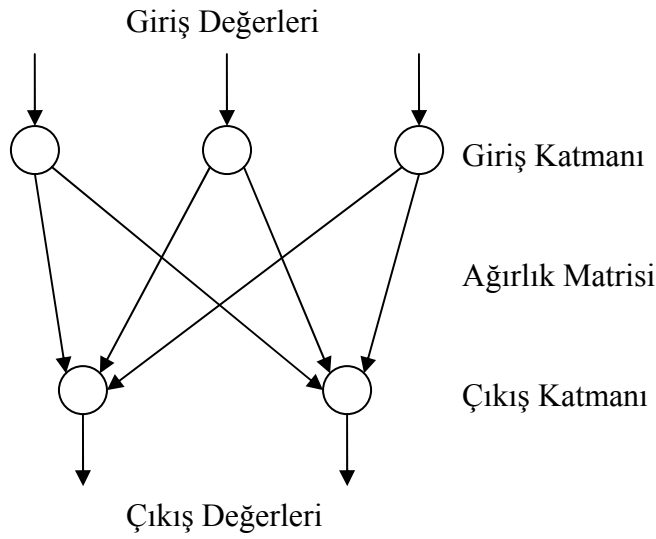 Giriş Değerleri
Giriş Katmanı
Ağırlık Matrisi
Çıkış Katmanı
Çıkış Değerleri